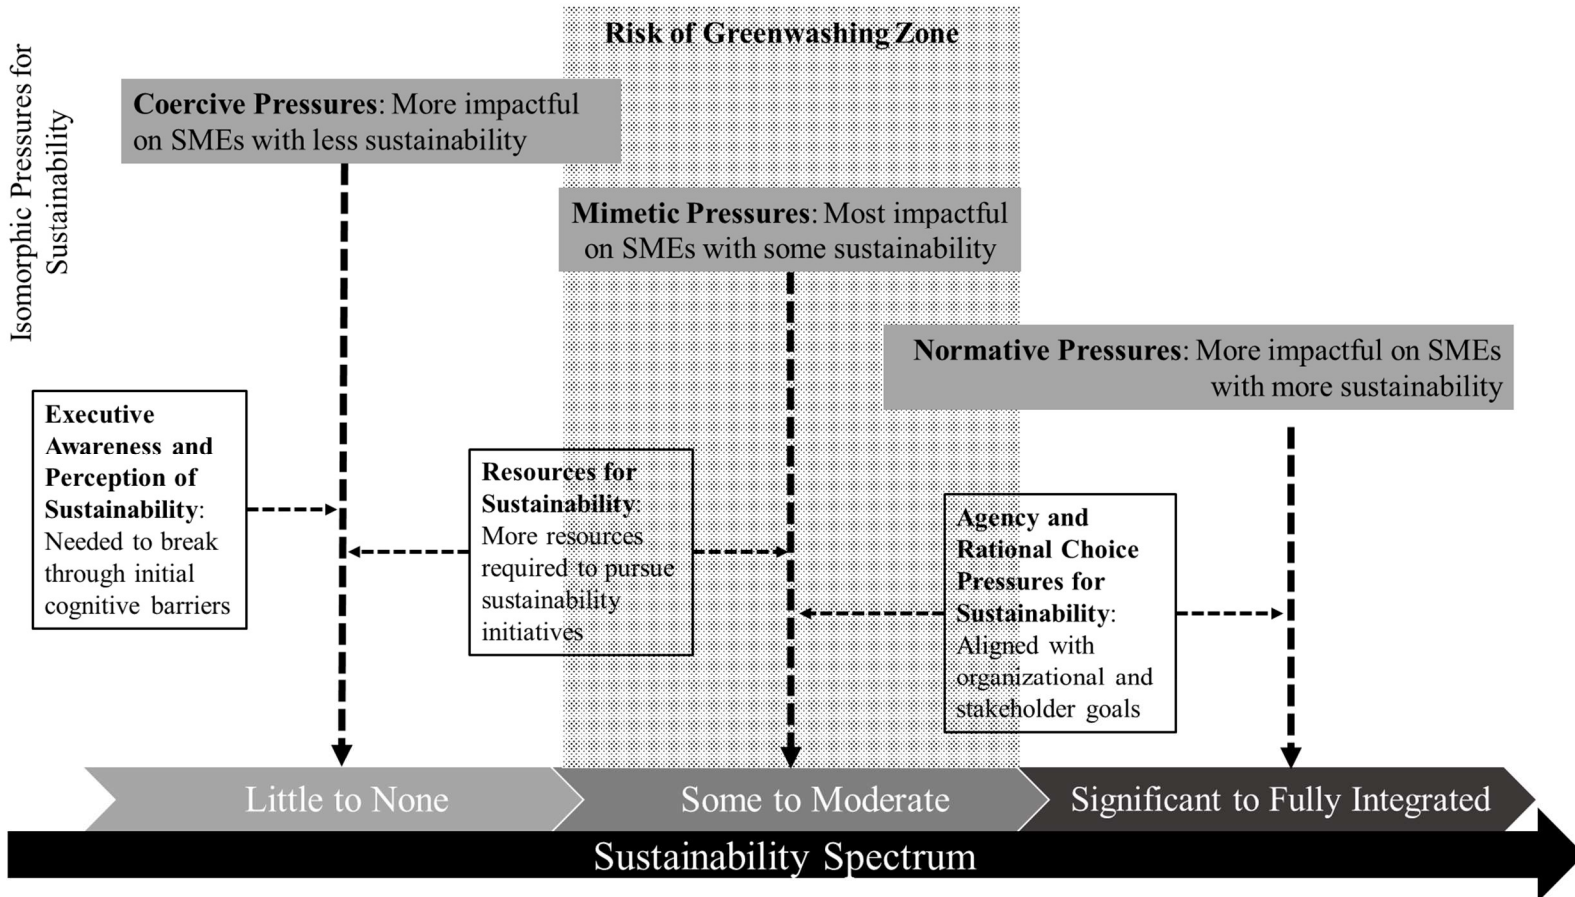 Risk of Greenwashing Zone
Isomorphic Pressures for
Sustainability
Coercive Pressures: More impactful
on SMEs with less sustainability
Mimetic Pressures: Most impactful
on SMEs with some sustainability
Normative Pressures: More impactful on SMEs
with more sustainability
Executive
Awareness and
Perception of
Sustainability:
Needed to break
through initial
cognitive barriers
Resources for
Sustainability:
More resources
required to pursue
sustainability
initiatives
Agency and
Rational Choice
Pressures for
Sustainability:
Aligned with
organizational and
stakeholder goals
Little to None
Some to Moderate
Significant to Fully Integrated
Sustainability Spectrum